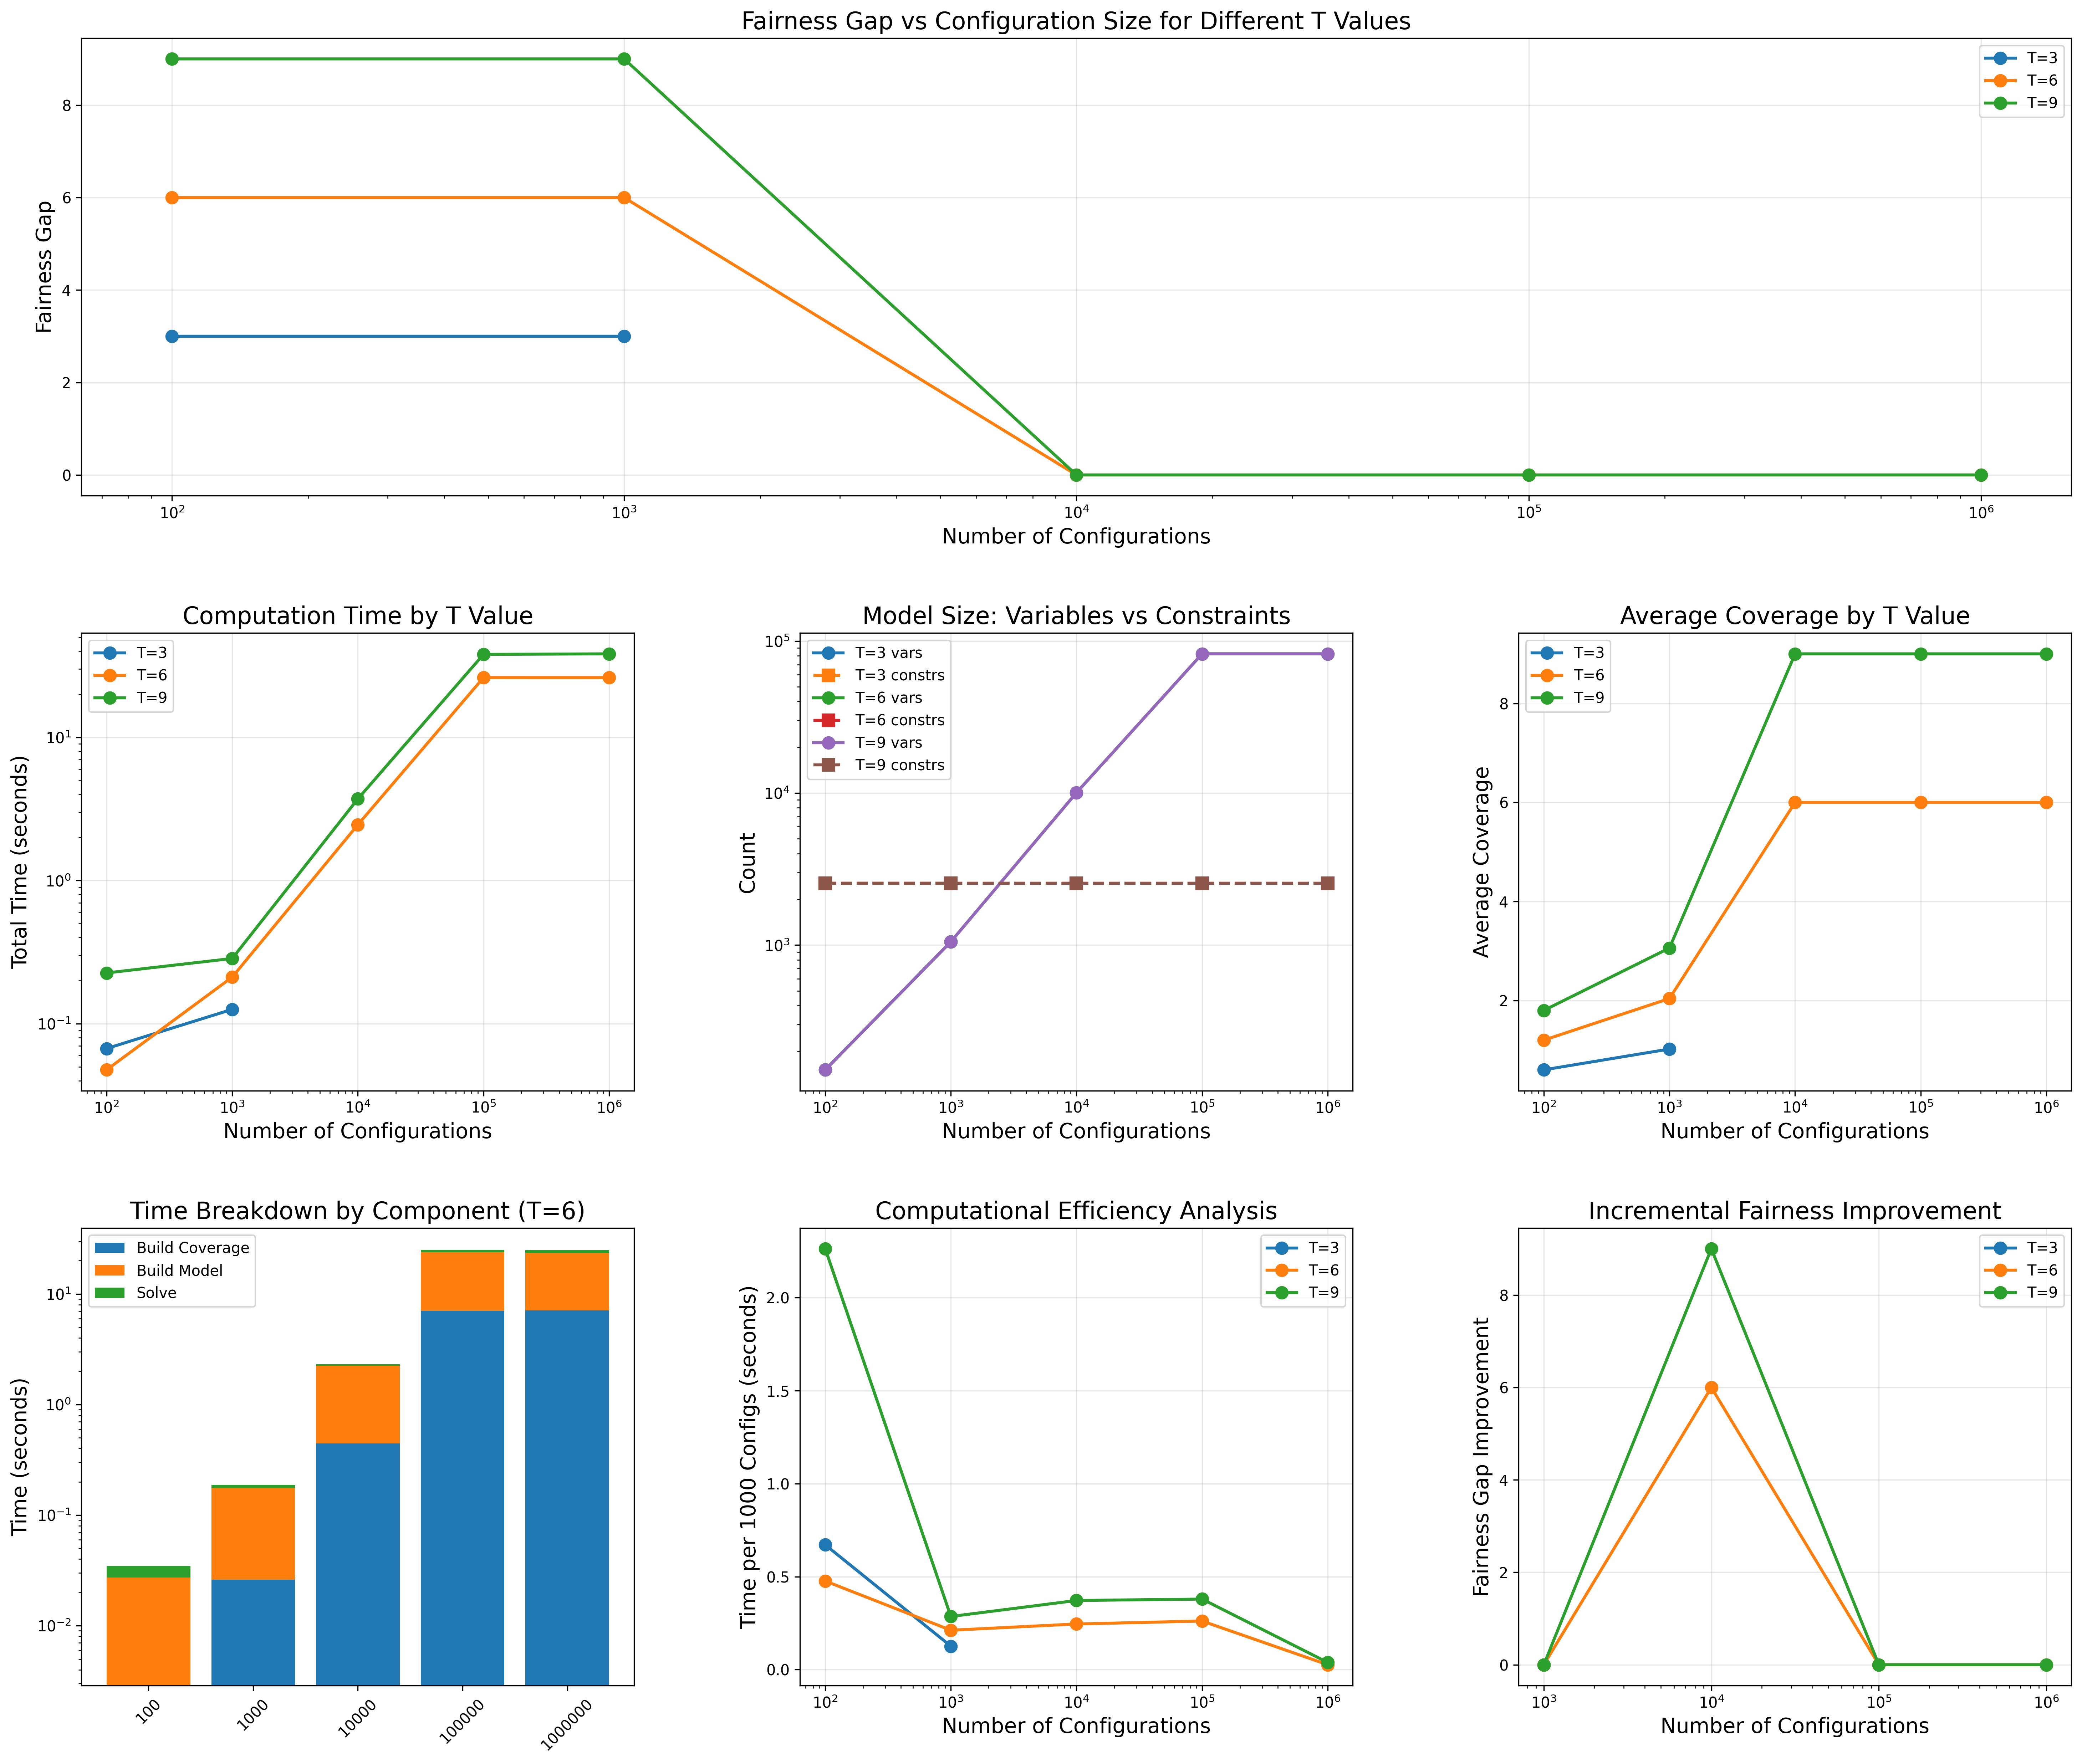 Fairness Gap vs Configuration Size for Different T Values
Fairness Gap
8
6
4
2
0
T=3
T=6
T=9
10²
10³
10⁴
10⁵
10⁶
Number of Configurations
Computation Time by T Value
Total Time (seconds)
10¹
10⁰
10⁻¹
T=3
T=6
T=9
10²
10³
10⁴
10⁵
10⁶
Number of Configurations
Model Size: Variables vs Constraints
Count
10⁵
10⁴
10³
T=3 vars
T=3 constrs
T=6 vars
T=6 constrs
T=9 vars
T=9 constrs
10²
10³
10⁴
10⁵
10⁶
Number of Configurations
Average Coverage by T Value
Average Coverage
8
6
4
2
T=3
T=6
T=9
10²
10³
10⁴
10⁵
10⁶
Number of Configurations
Time Breakdown by Component (T=6)
Time (seconds)
10¹
10⁰
10⁻¹
10⁻²
Build Coverage
Build Model
Solve
100
1000
10000
100000
1000000
Computational Efficiency Analysis
Time per 1000 Configs (seconds)
2.0
1.5
1.0
0.5
0.0
T=3
T=6
T=9
10²
10³
10⁴
10⁵
10⁶
Number of Configurations
Incremental Fairness Improvement
Fairness Gap Improvement
8
6
4
2
0
T=3
T=6
T=9
10³
10⁴
10⁵
10⁶
Number of Configurations